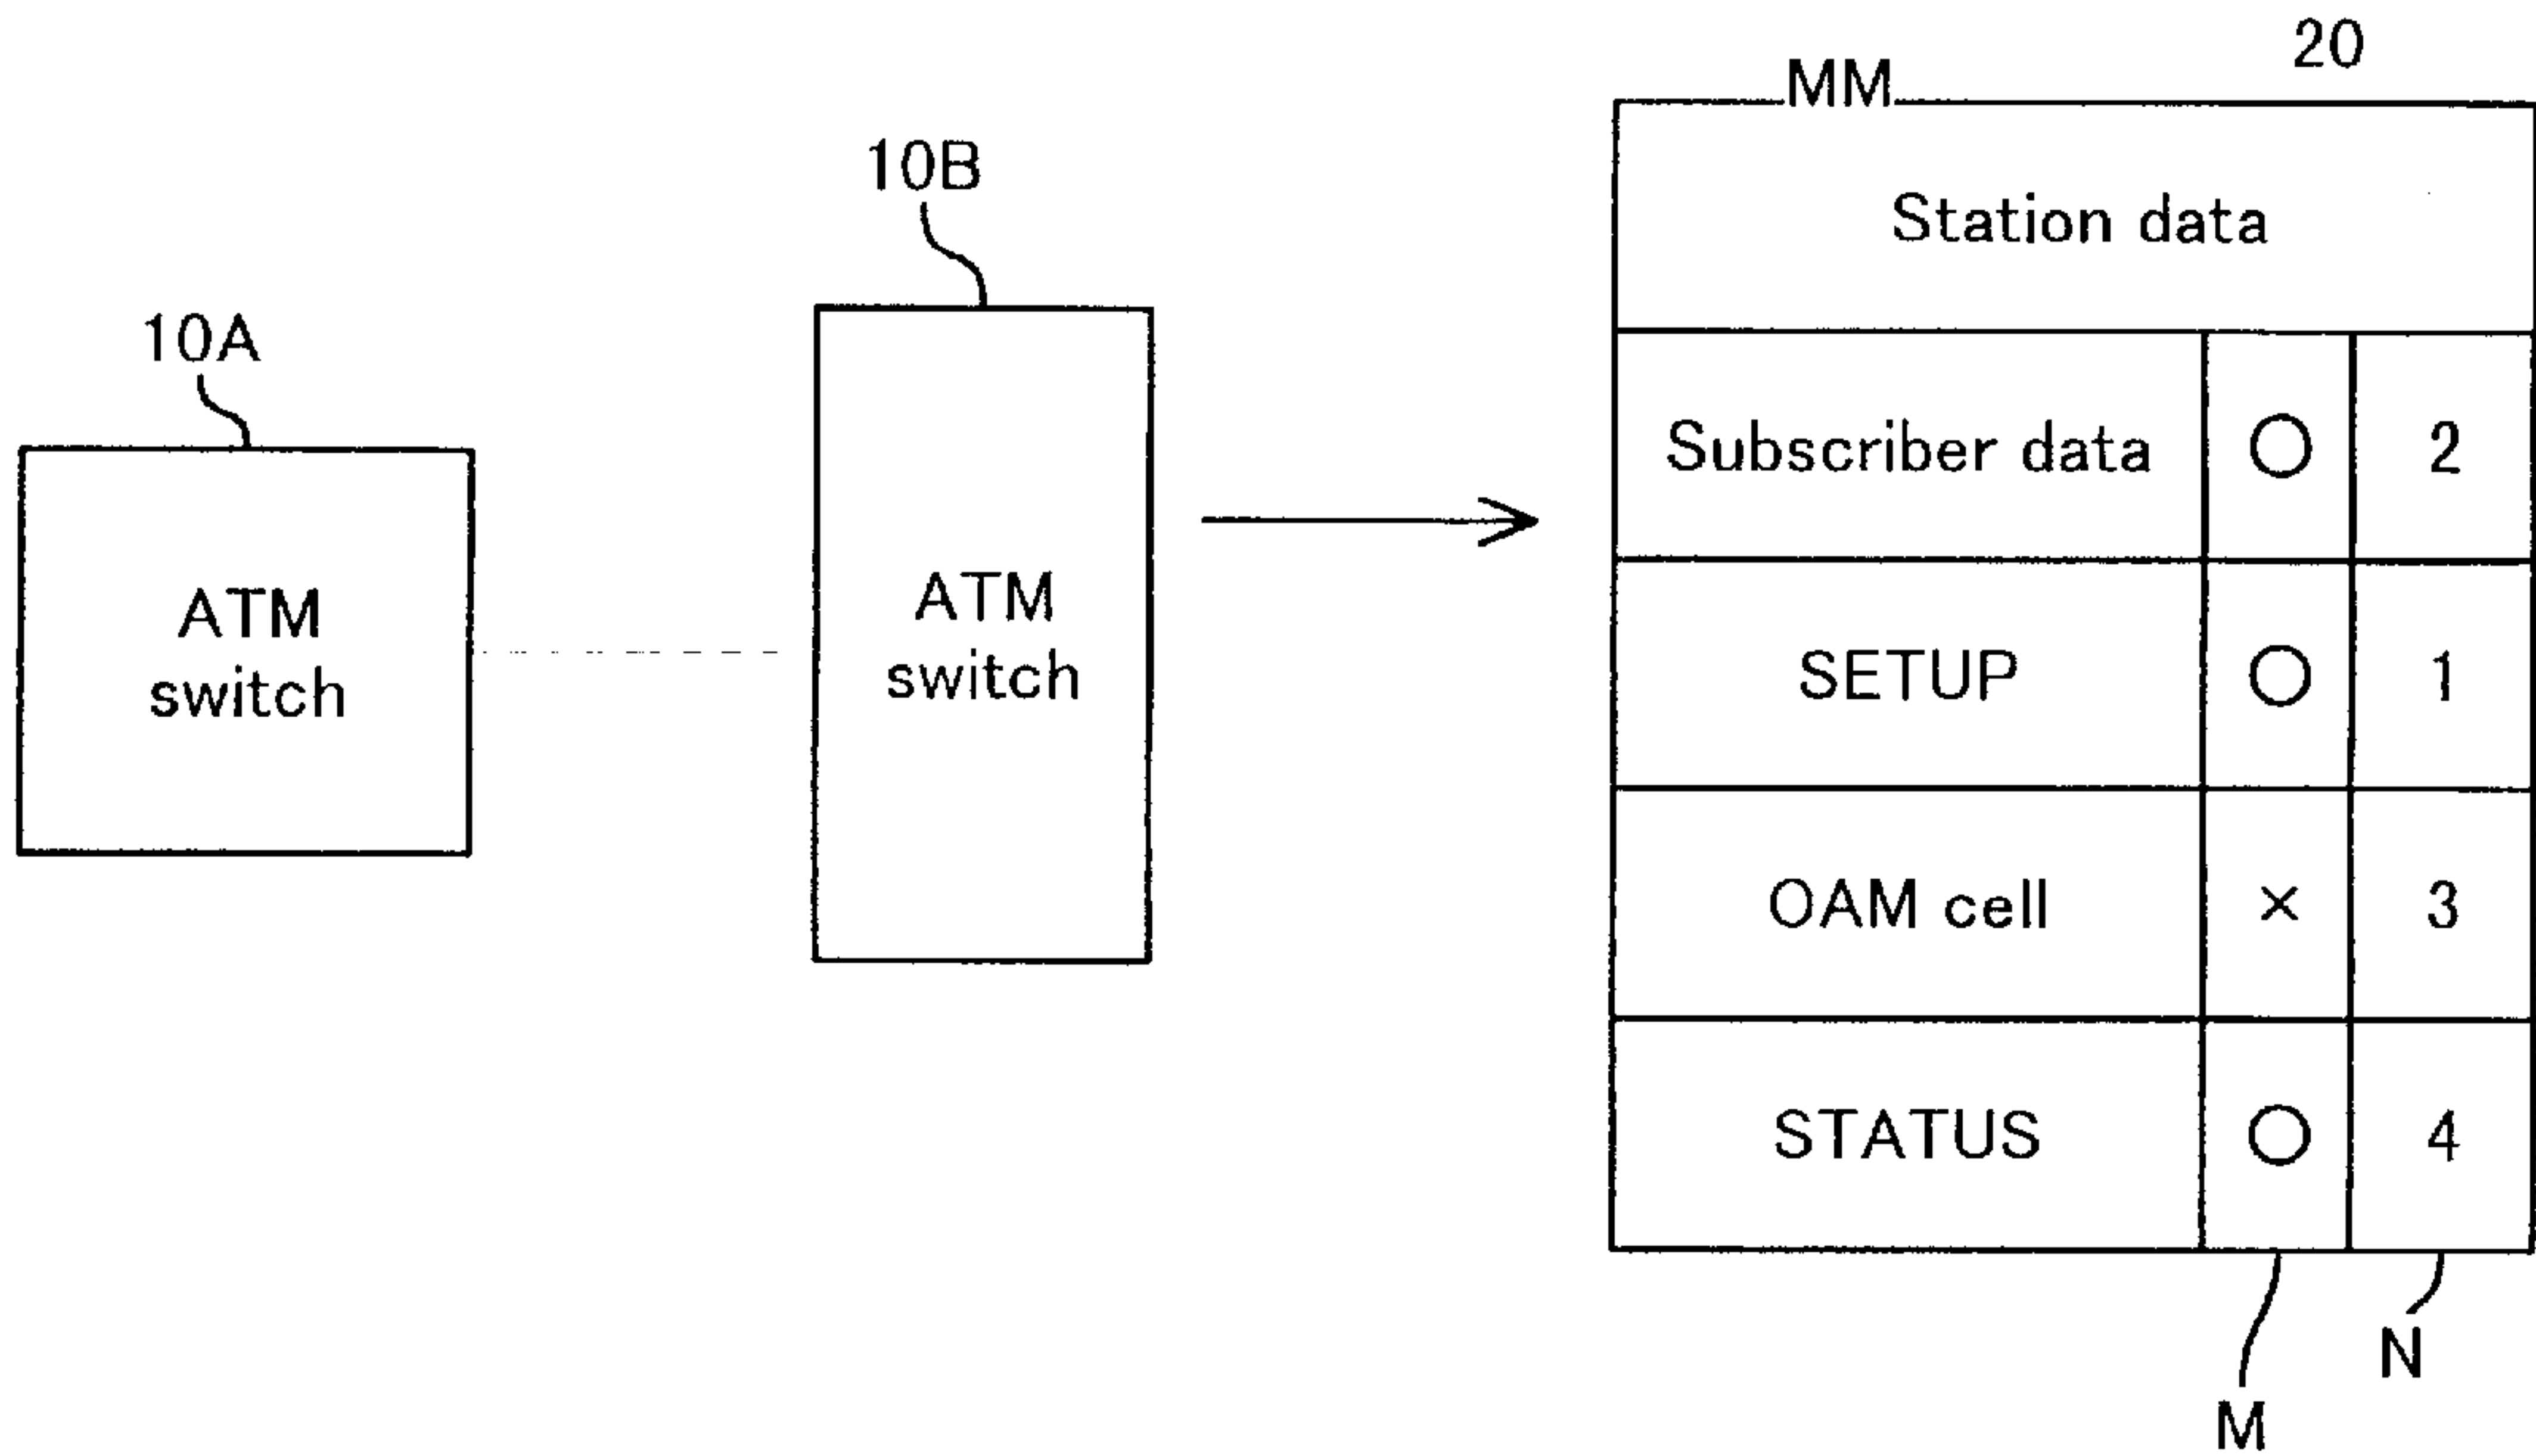 20
MM
10B
10A
Station data
Subscriber data ○ 2
ATM
switch
ATM
switch
SETUP ○ 1
OAM cell × 3
STATUS ○ 4
N
M